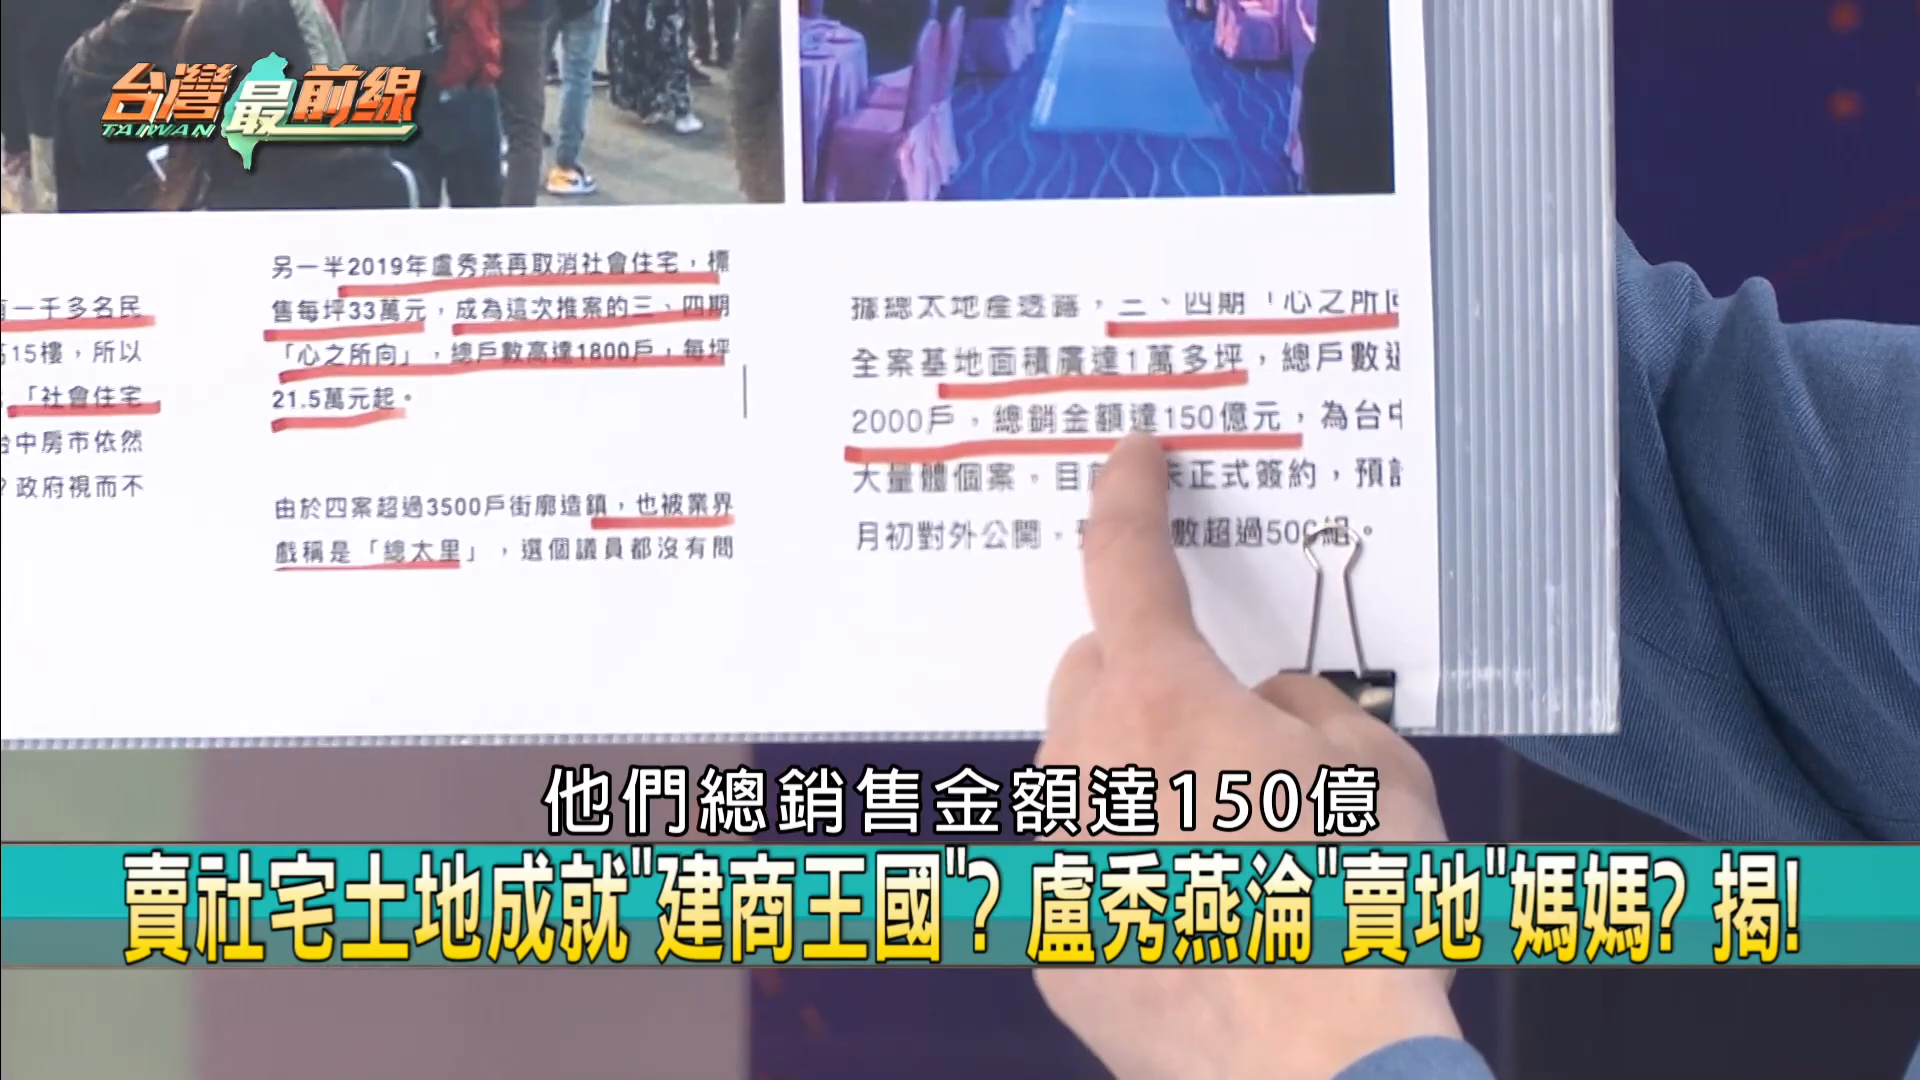 台灣最前線
TAIWAN
一千多名民
15樓，所以
「社會住宅
台中房市依然
？政府視而不
另一半2019年盧秀燕再取消社會住宅，標
售每坪33萬元，成為這次推案的三、四期
「心之所向」，總戶數高達1800戶，每坪
21.5萬元起。
由於四案超過3500戶街廓造鎮，也被業界
戲稱是「總太里」，這個議員都沒有問
據總太地產透露，三、四期「心之所向
全案基地面積廣達1萬多坪，總戶數近
2000戶，總銷金額達150億元，為台中
大量體個案。目前 未正式簽約，預計
月初對外公開， 數超過500組。
他們總銷售金額達150億
賣社宅土地成就"建商王國"? 盧秀燕淪"賣地"媽媽? 揭!